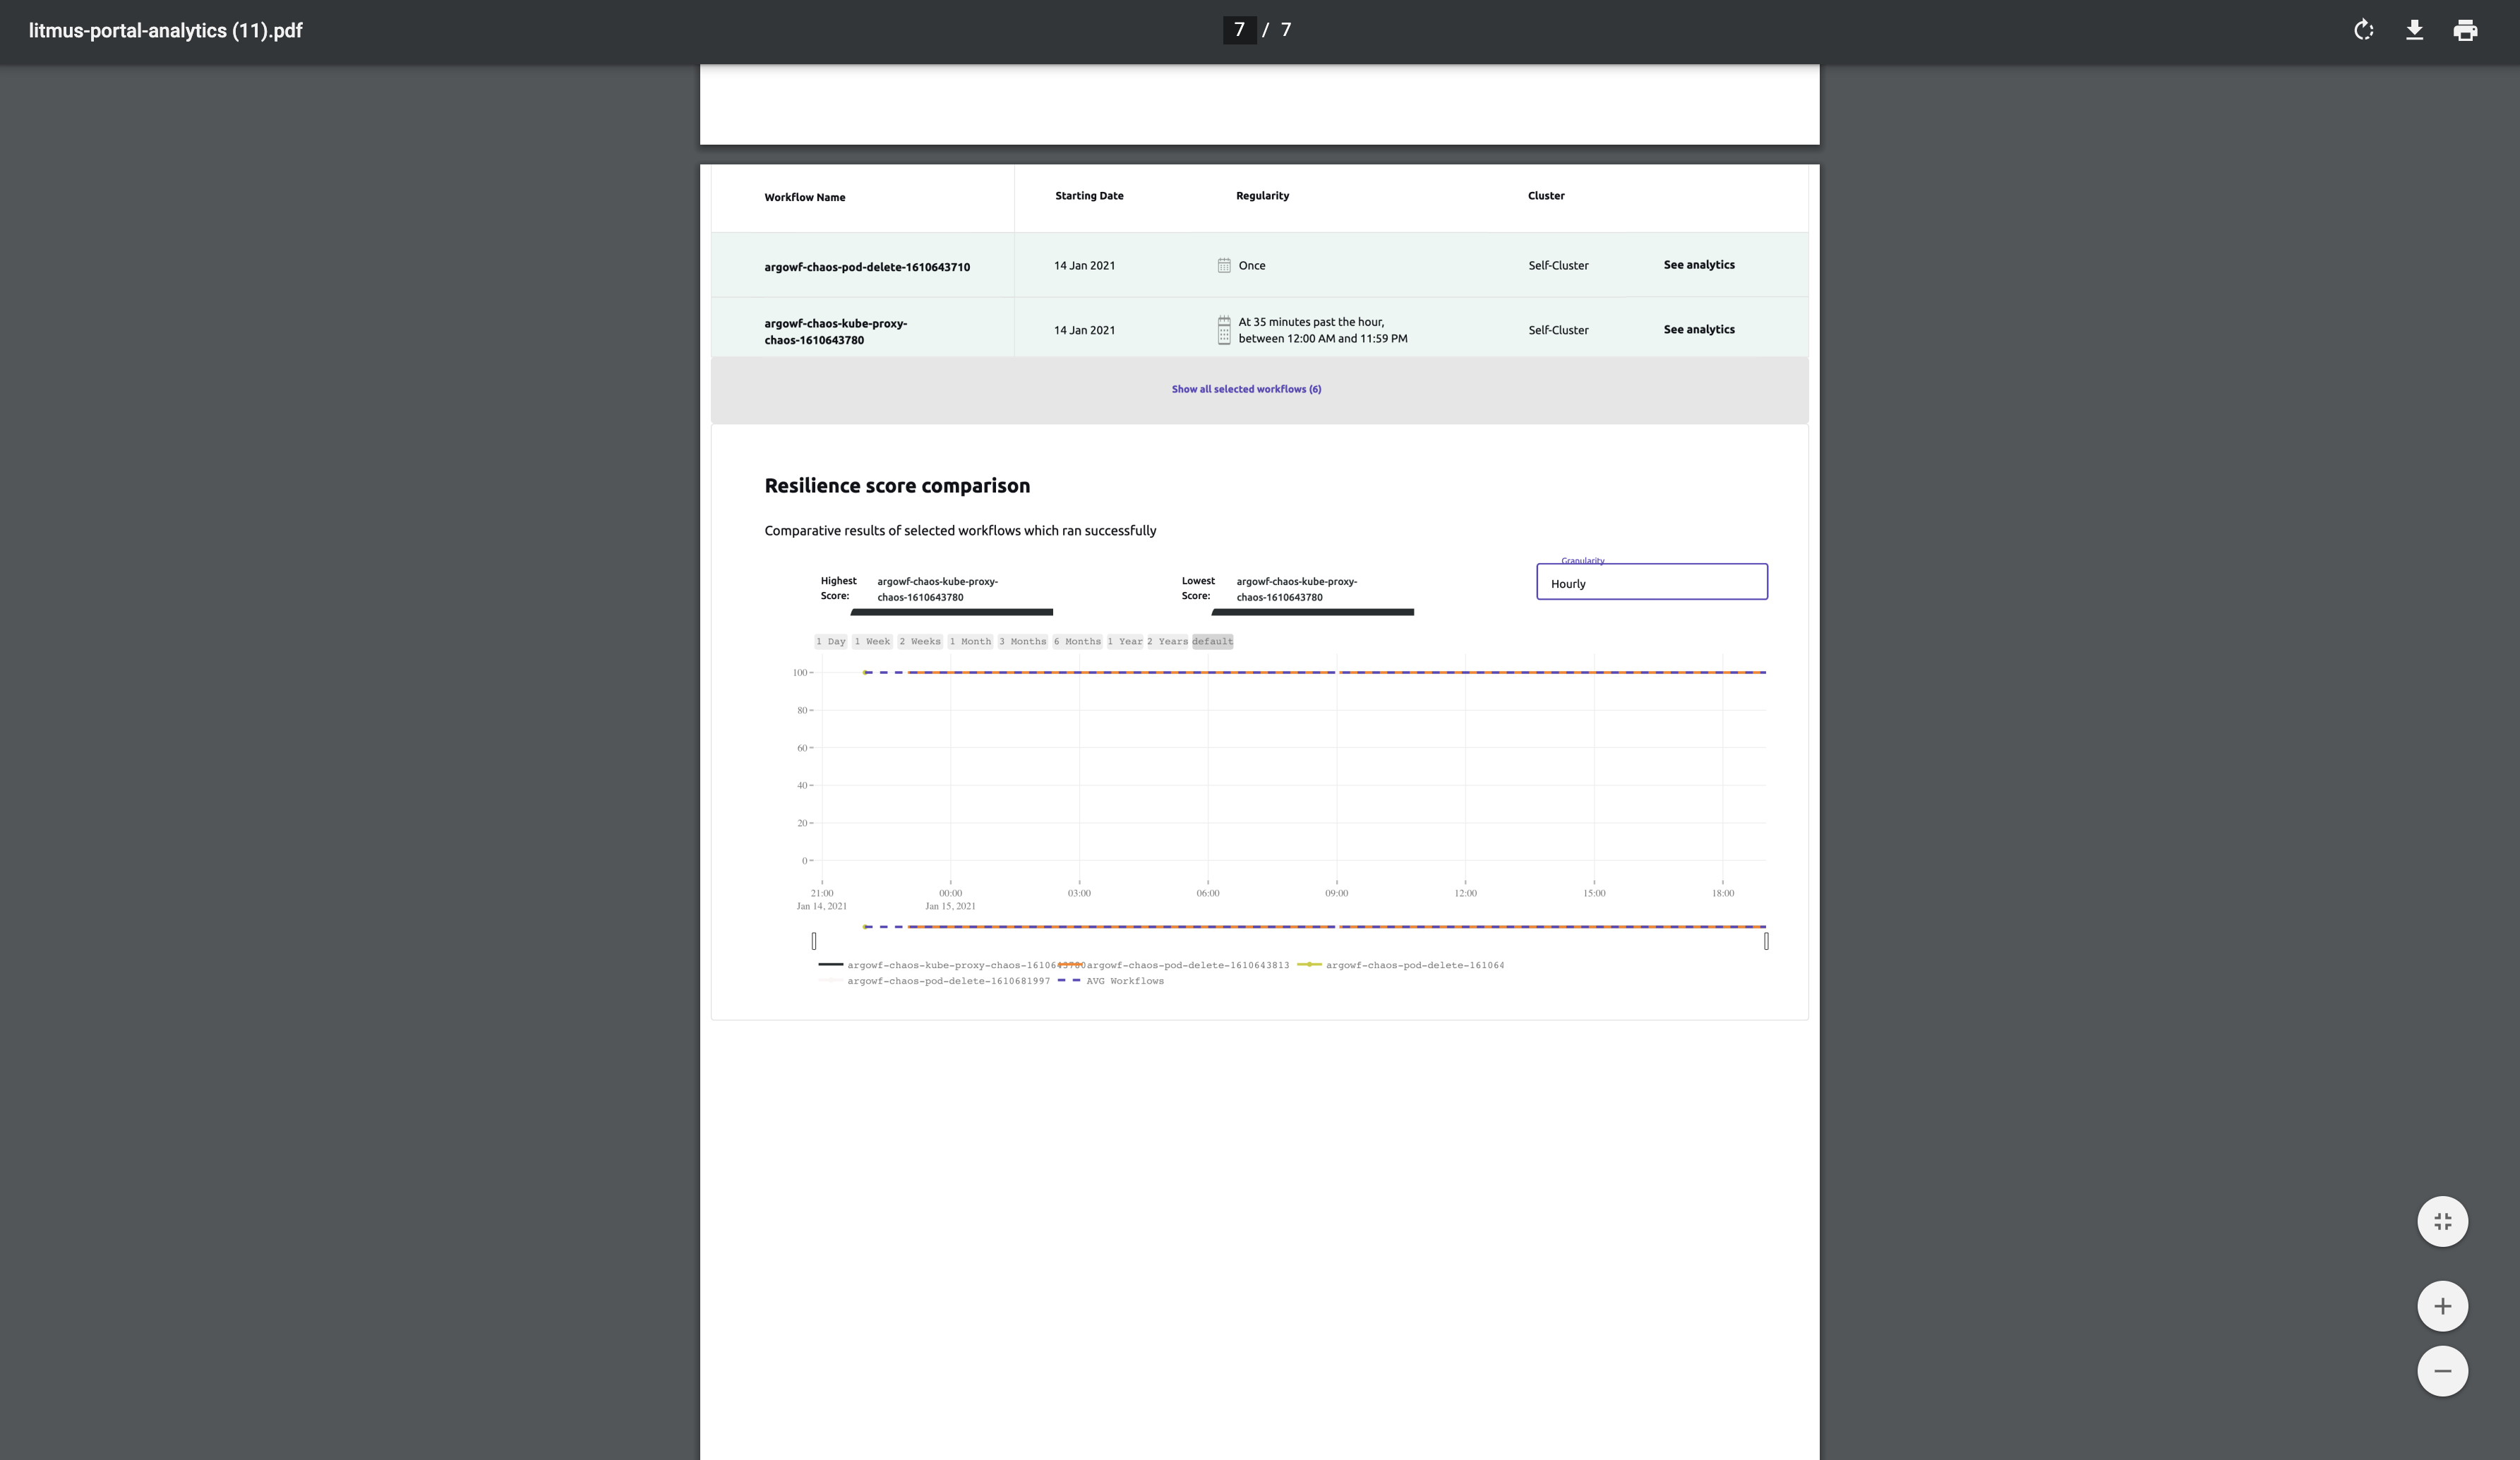 litmus-portal-analytics (11).pdf
7 / 7
Workflow Name Starting Date Regularity Cluster
argowf-chaos-pod-delete-1610643710 14 Jan 2021 Once Self-Cluster See analytics
argowf-chaos-kube-proxy-
chaos-1610643780
14 Jan 2021
At 35 minutes past the hour,
between 12:00 AM and 11:59 PM
Self-Cluster See analytics
Show all selected workflows (6)
Resilience score comparison
Comparative results of selected workflows which ran successfully
Highest
Score:
argowf-chaos-kube-proxy-
chaos-1610643780
Lowest
Score:
argowf-chaos-kube-proxy-
chaos-1610643780
Granularity
Hourly
1 Day 1 Week 2 Weeks 1 Month 3 Months 6 Months 1 Year 2 Years default
100
80
60
40
20
0
21:00 00:00 03:00 06:00 09:00 12:00 15:00 18:00
Jan 14, 2021 Jan 15, 2021
argowf-chaos-kube-proxy-chaos-1610643780 argowf-chaos-pod-delete-1610643813 argowf-chaos-pod-delete-161064
argowf-chaos-pod-delete-1610681997 AVG Workflows